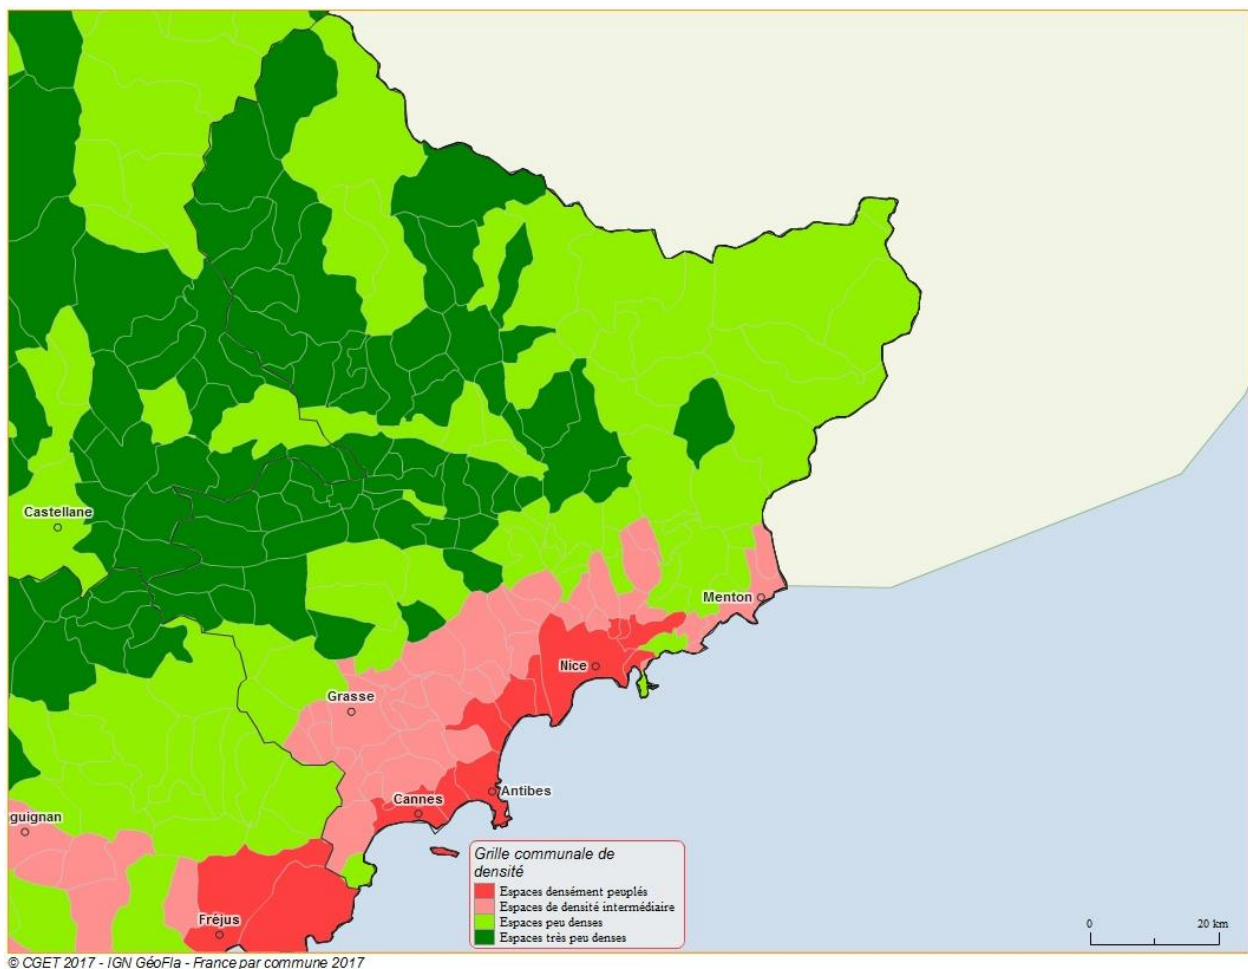 Castellane
Menton
Nice
Grasse
Antibes
Cannes
guignan
Fréjus
Grille communale de
densité
Espaces densément peuplés
Espaces de densité intermédiaire
Espaces peu denses
Espaces très peu denses
0 20 km
© CGET 2017 - IGN GéoFla - France par commune 2017